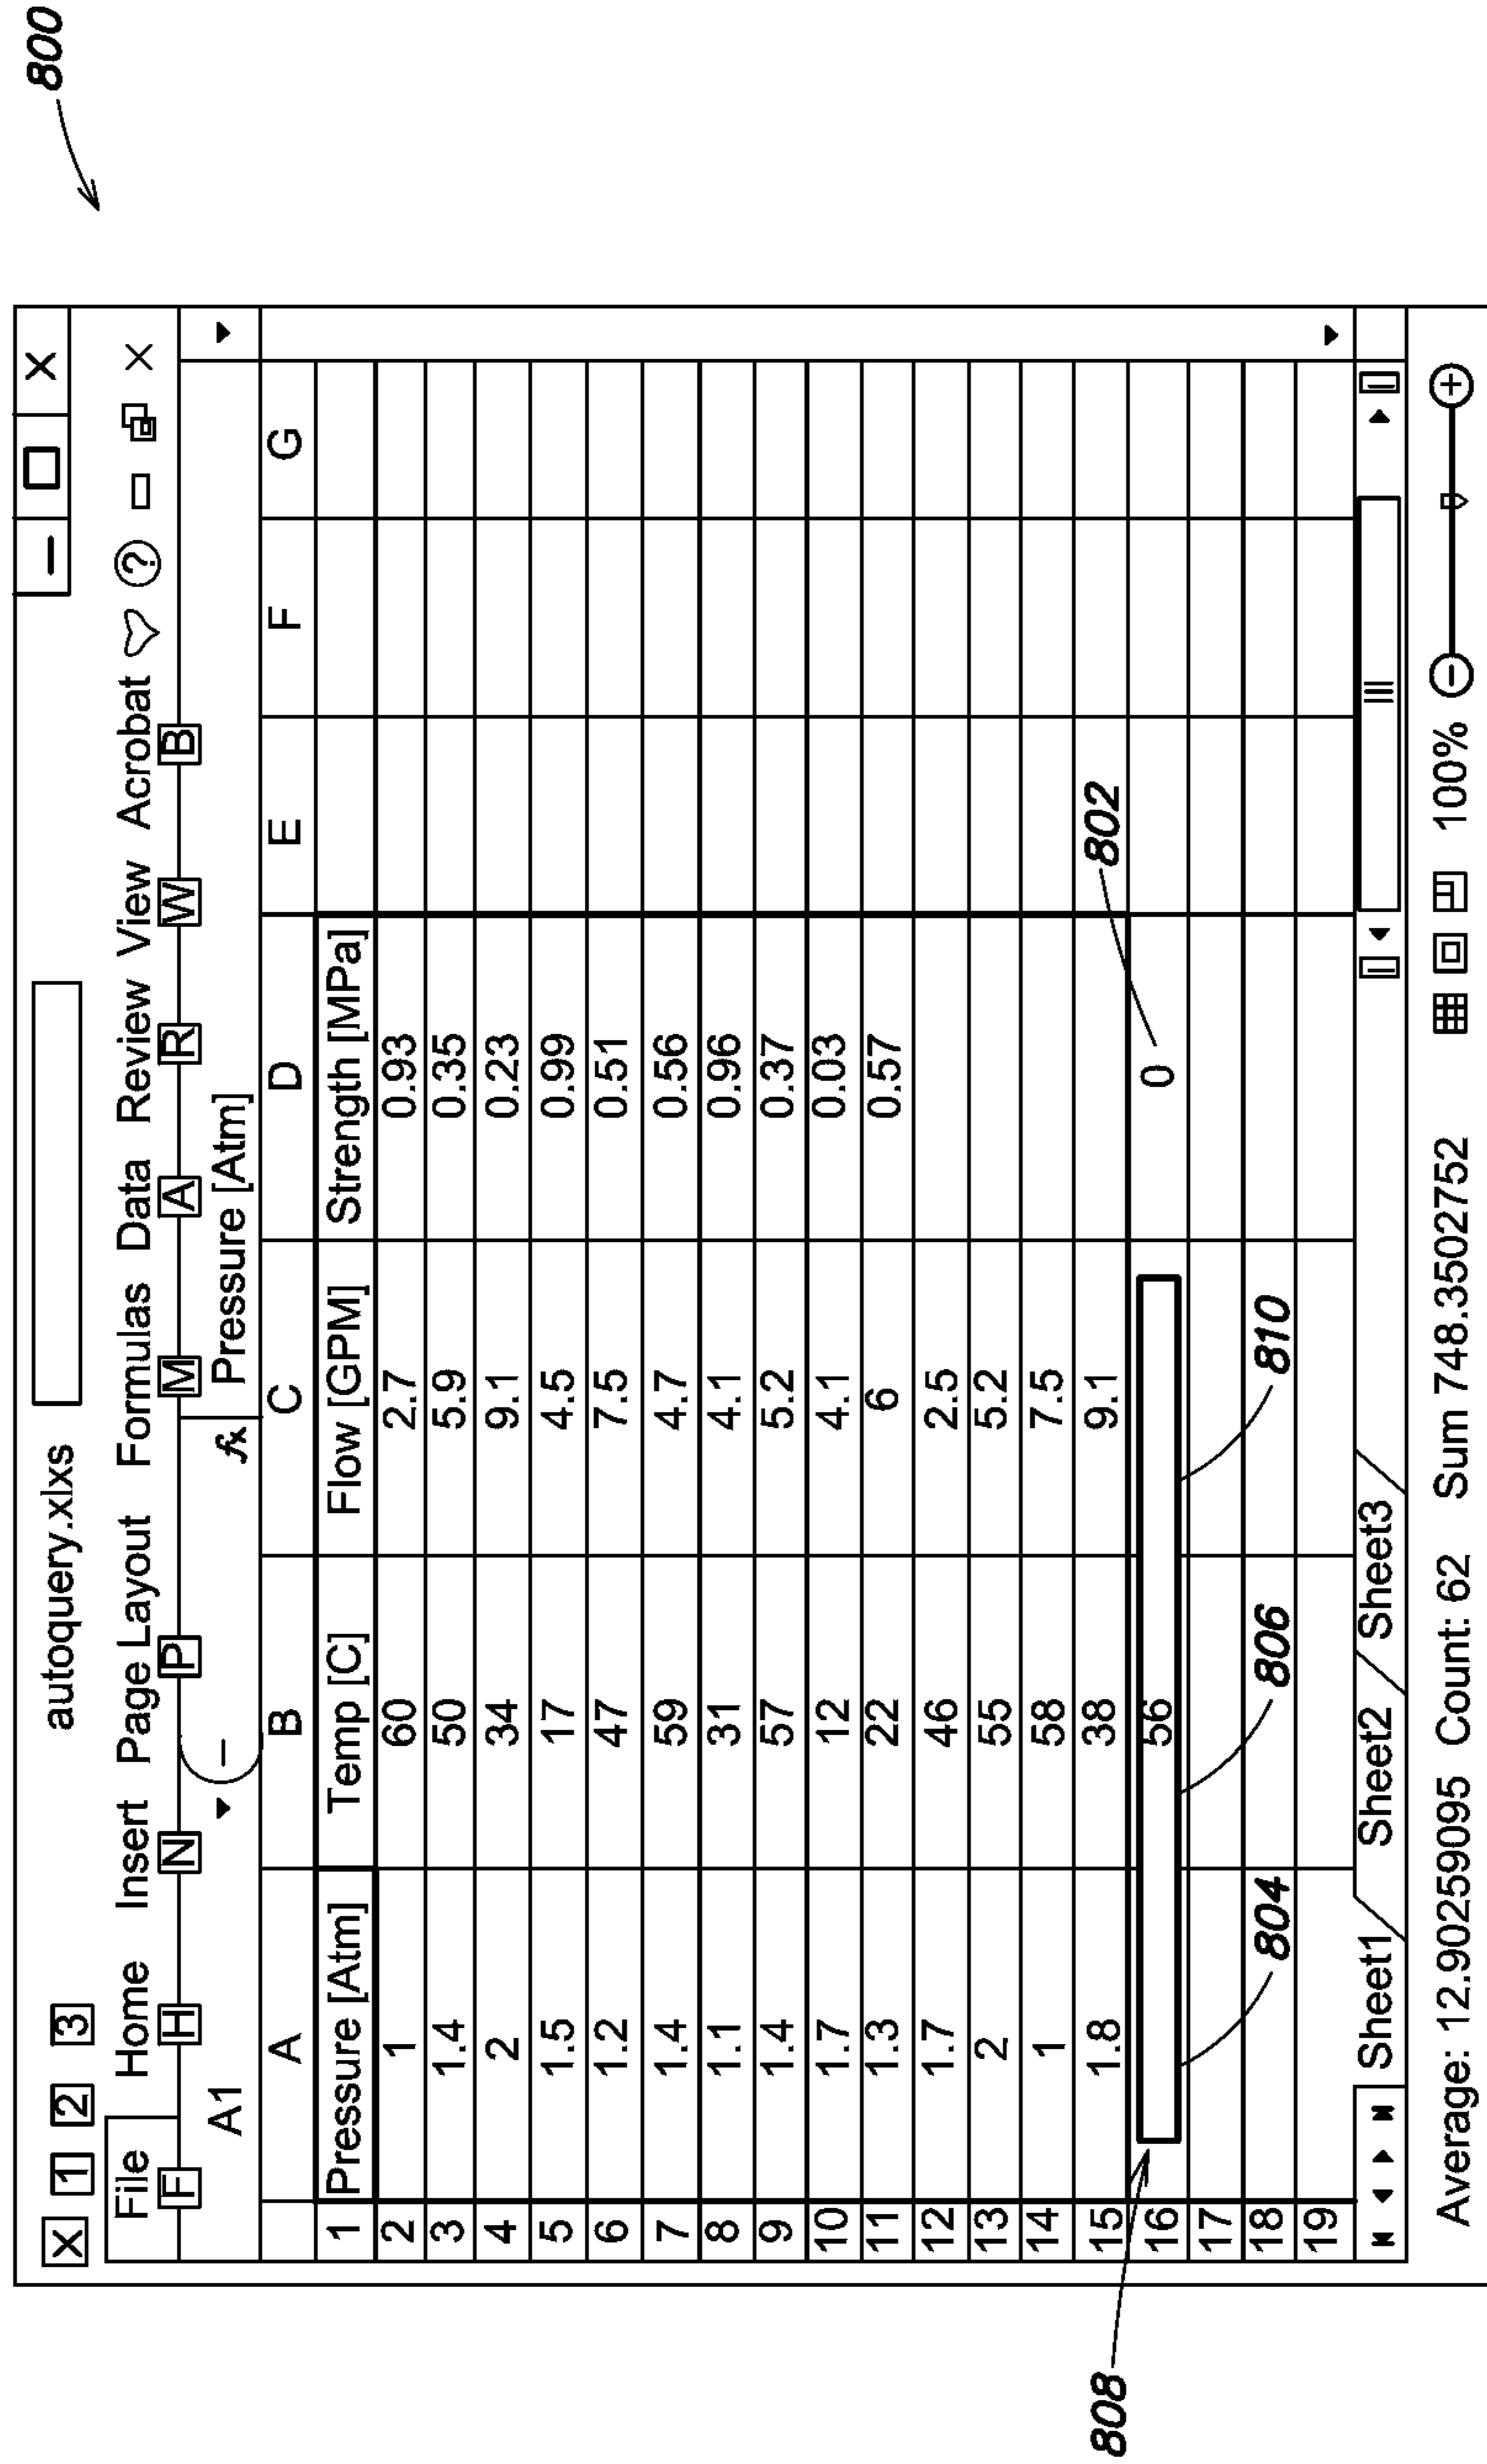 800
autoquery.xlxs
X 1 2 3
File Home Insert Page Layout Formulas Data Review View Acrobat
F H N P M A R W B
A1 fx Pressure [Atm]
A B C D E F G
1 Pressure [Atm] Temp [C] Flow [GPM] Strength [MPa]
2 1 60 2.7 0.93
3 1.4 50 5.9 0.35
4 2 34 9.1 0.23
5 1.5 17 4.5 0.99
6 1.2 47 7.5 0.51
7 1.4 59 4.7 0.56
8 1.1 31 4.1 0.96
9 1.4 57 5.2 0.37
10 1.7 12 4.1 0.03
11 1.3 22 6 0.57
12 1.7 46 2.5
13 2 55 5.2
14 1 58 7.5
15 1.8 38 9.1
802
16 56 0
808
17
18
804 806 810
19
Sheet1 Sheet2 Sheet3
Average: 12.90259095 Count: 62 Sum 748.3502752 100%